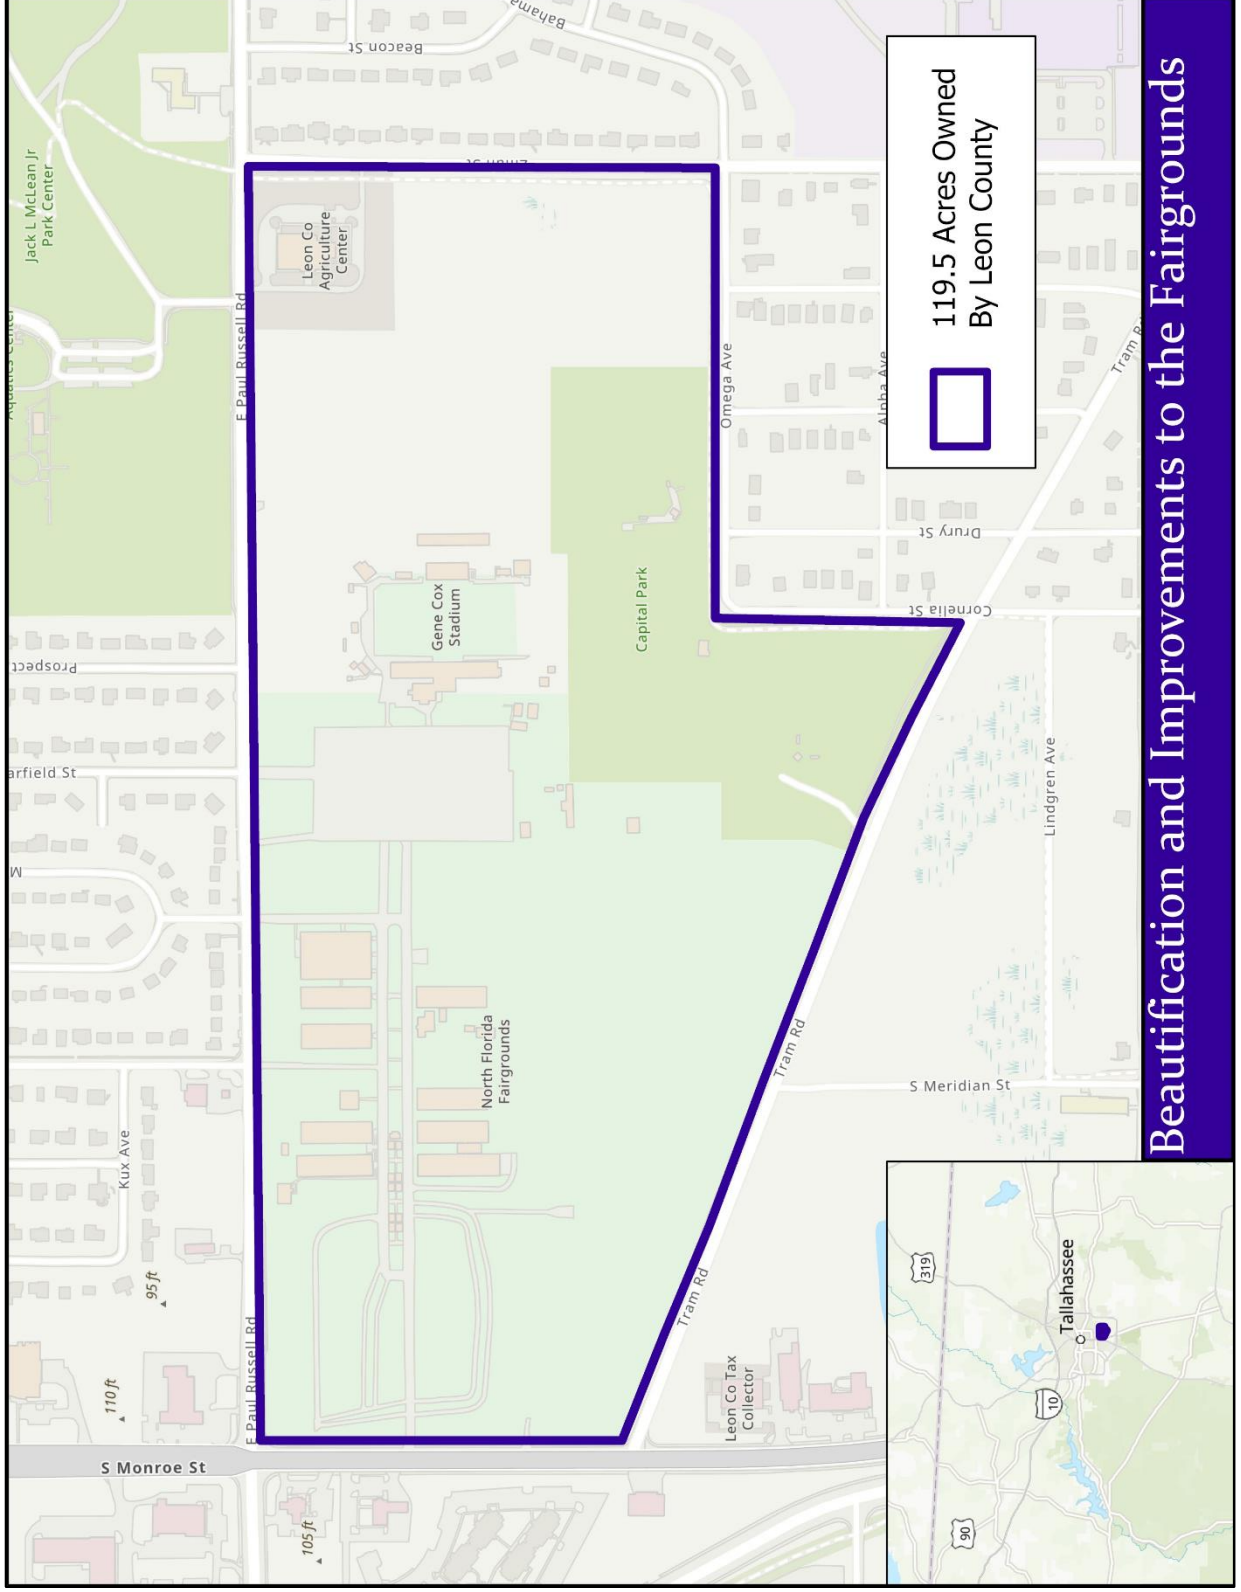 Beautification and Improvements to the Fairgrounds
119.5 Acres Owned
By Leon County
Jack L McLean Jr
Park Center
Beacon St
Bahama
E Paul Russell Rd
Leon Co
Agriculture
Center
Omega Ave
Alpha Ave
Tram Rd
Drury St
Cornelia St
Capital Park
Gene Cox
Stadium
Prospect
arfield St
M
Lindgren Ave
North Florida
Fairgrounds
Tram Rd
S Meridian St
Kux Ave
95 ft
110 ft
E Paul Russell Rd
Tram Rd
Leon Co Tax
Collector
S Monroe St
105 ft
319
Tallahassee
10
90